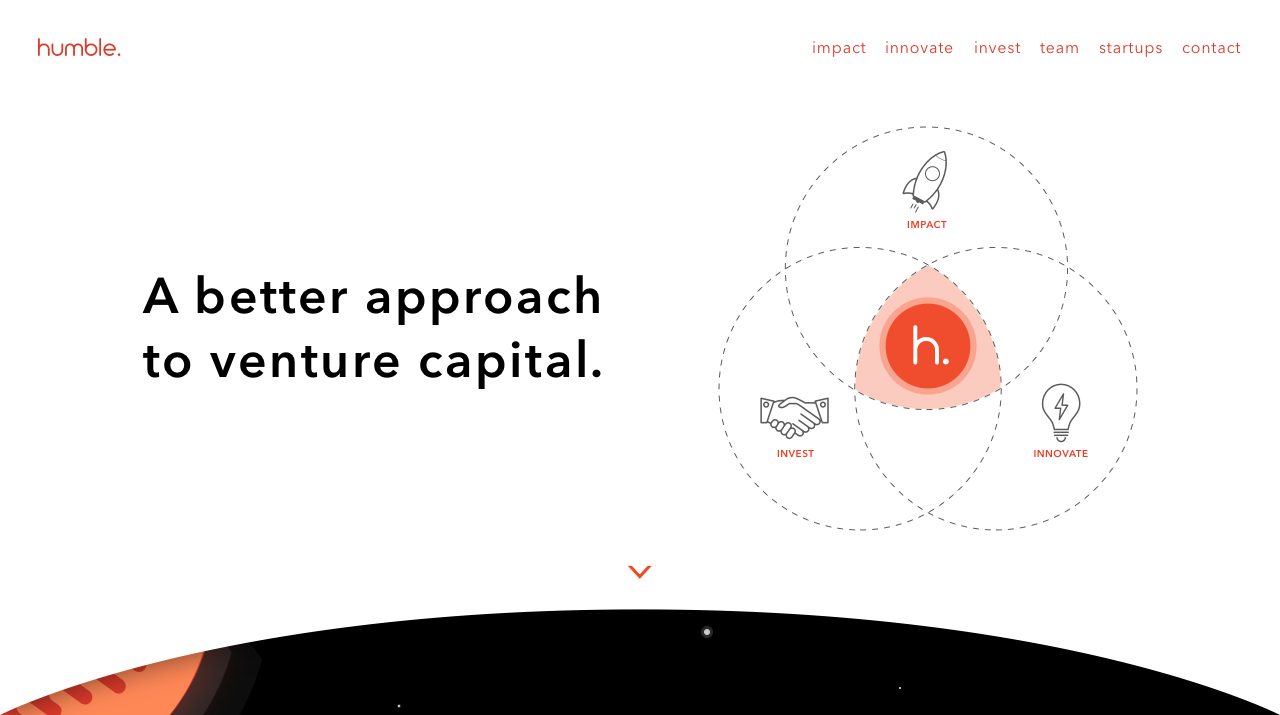 humble.
impact innovate invest team startups contact
A better approach
to venture capital.
IMPACT
h.
INVEST
INNOVATE